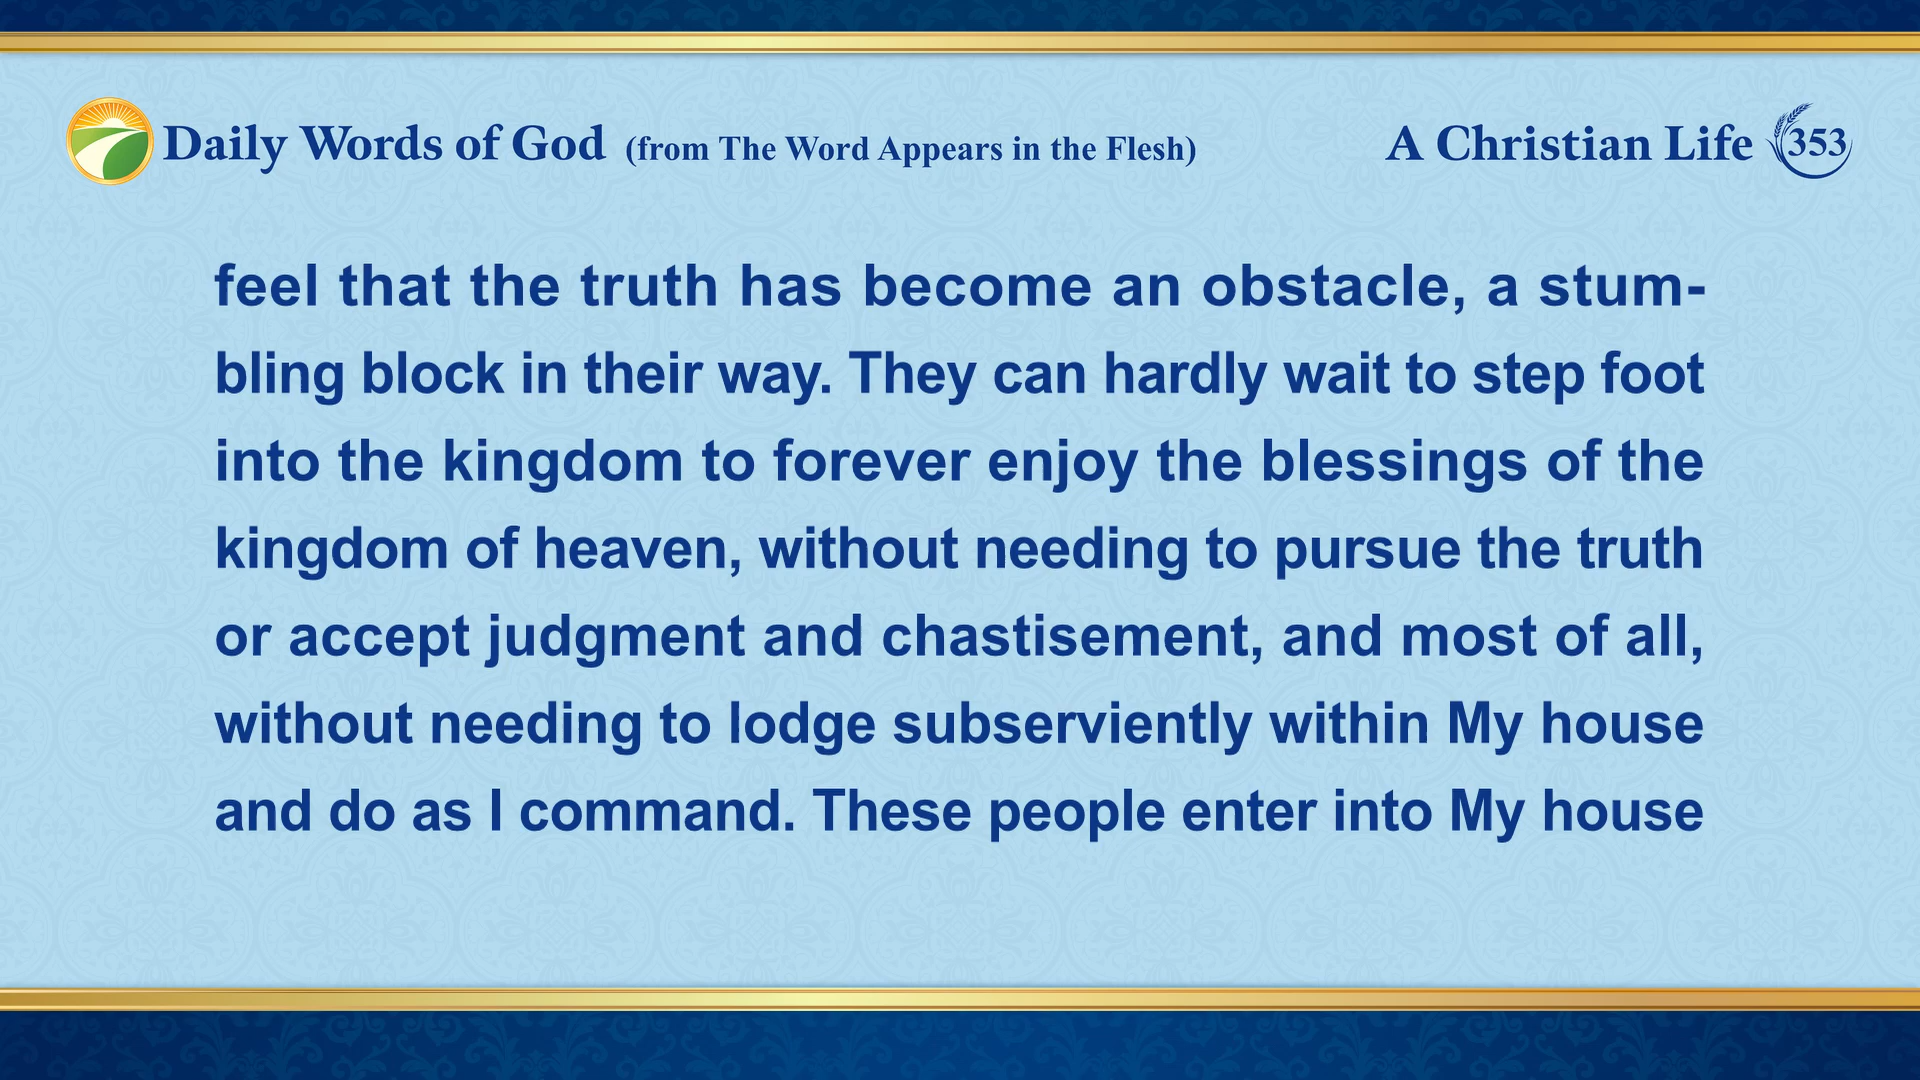 Daily Words of God (from The Word Appears in the Flesh)
A Christian Life 353
feel that the truth has become an obstacle, a stum-
bling block in their way. They can hardly wait to step foot
into the kingdom to forever enjoy the blessings of the
kingdom of heaven, without needing to pursue the truth
or accept judgment and chastisement, and most of all,
without needing to lodge subserviently within My house
and do as I command. These people enter into My house